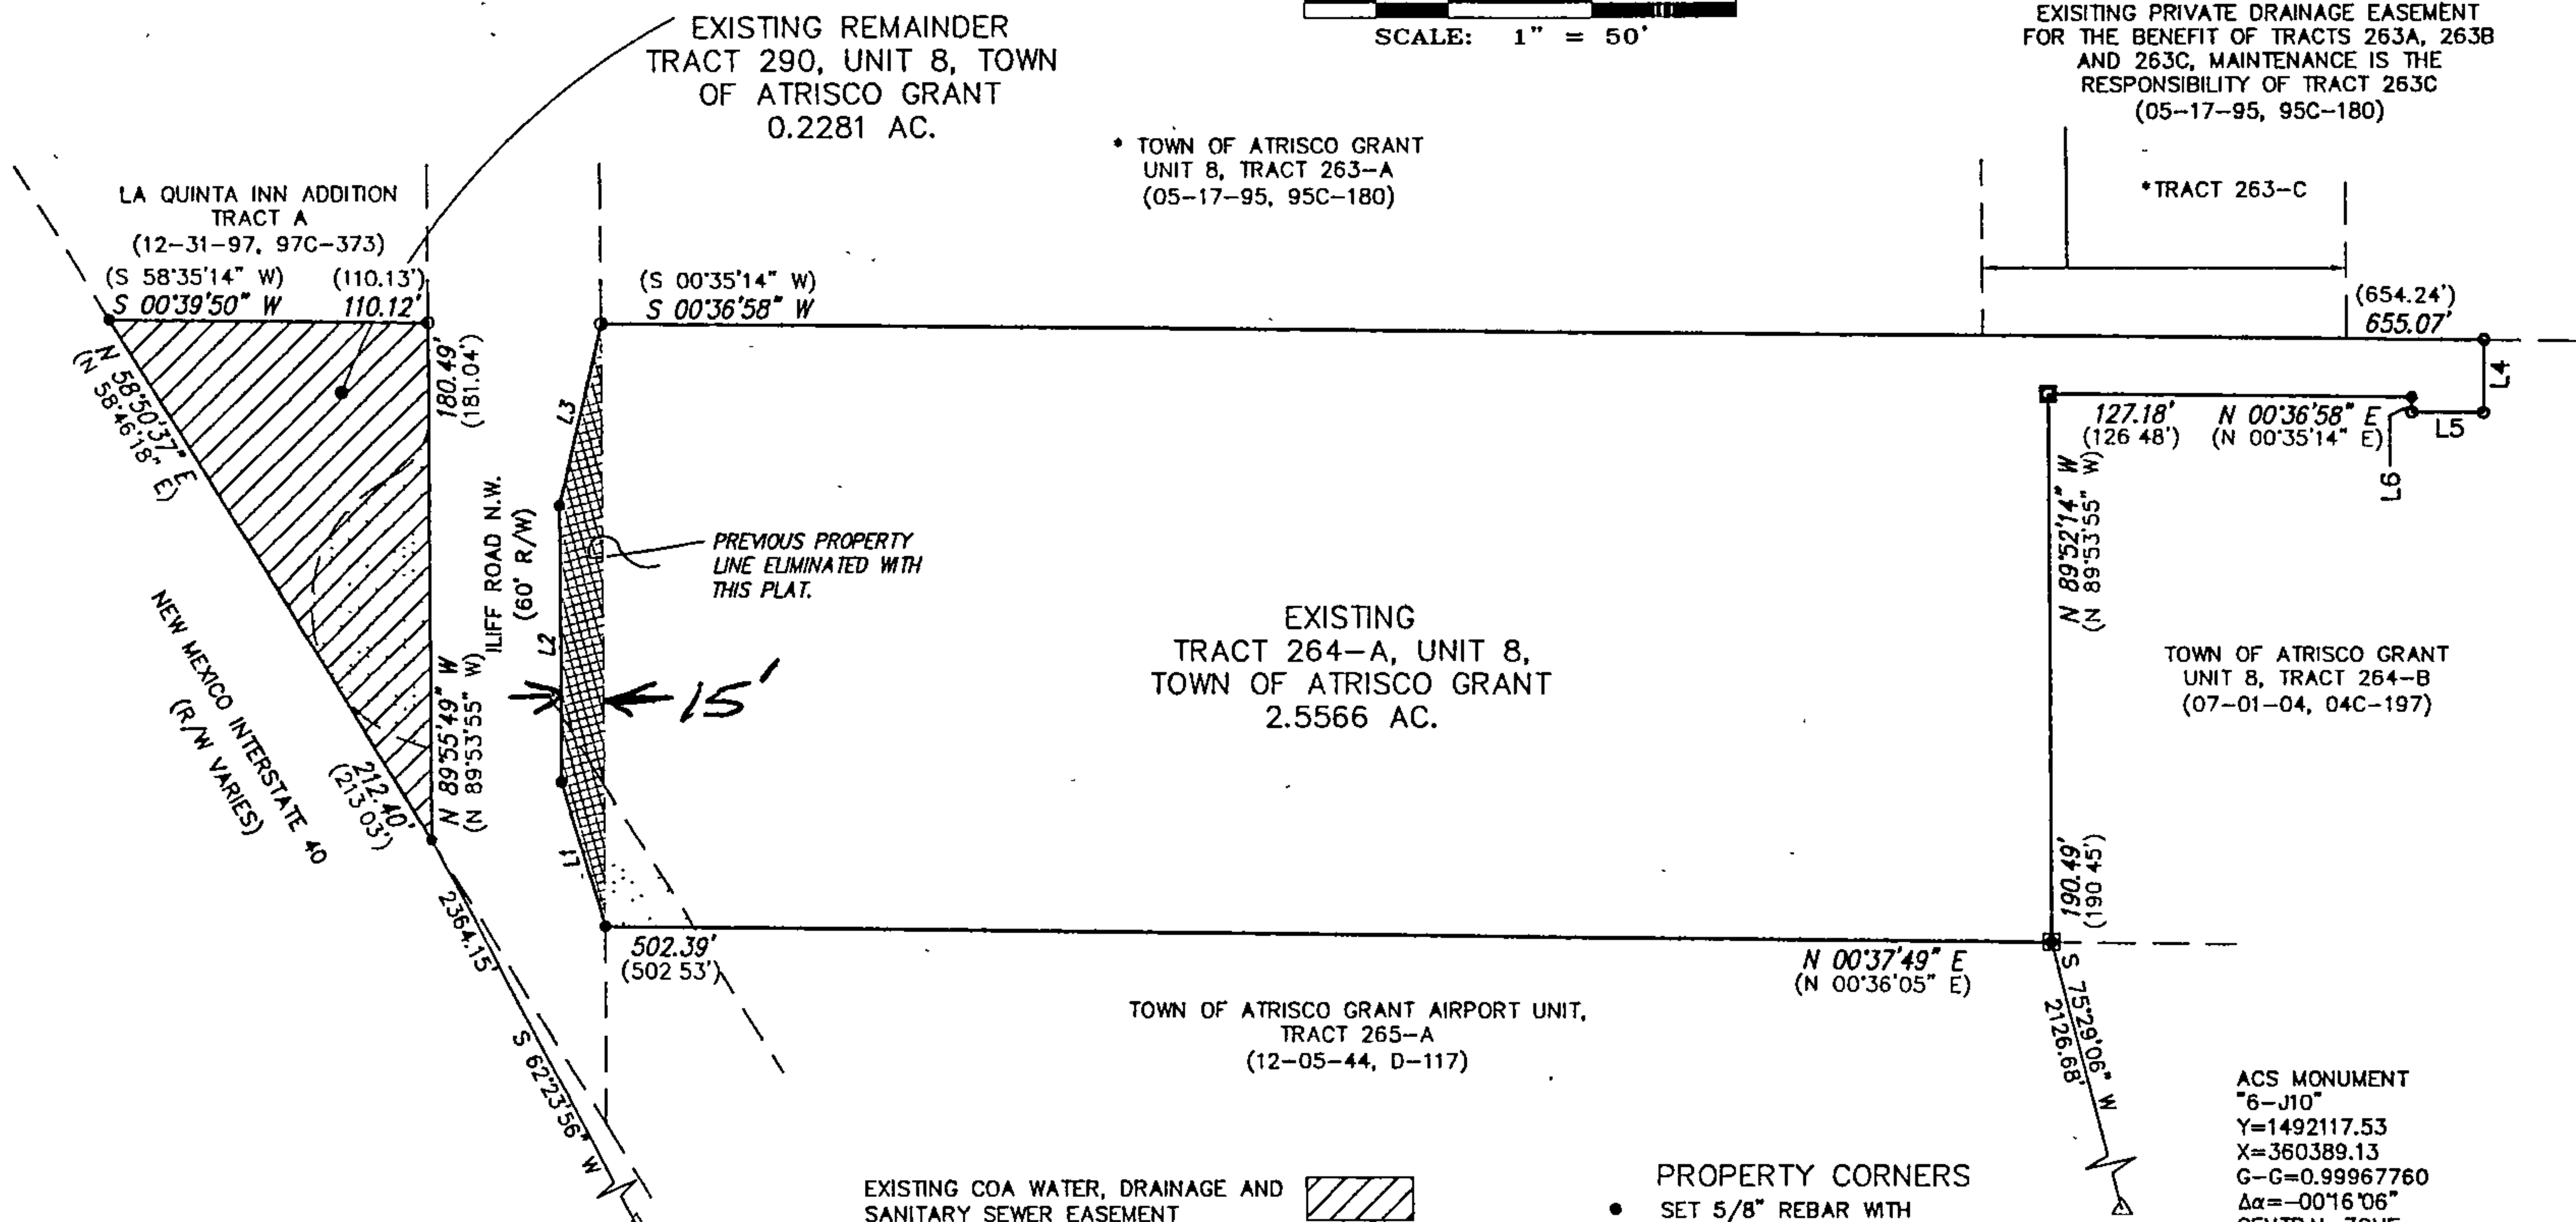 EXISTING REMAINDER
TRACT 290, UNIT 8, TOWN
OF ATRISCO GRANT
0.2281 AC.
SCALE: 1" = 50'
EXISITING PRIVATE DRAINAGE EASEMENT
FOR THE BENEFIT OF TRACTS 263A, 263B
AND 263C, MAINTENANCE IS THE
RESPONSIBILITY OF TRACT 263C
(05-17-95, 95C-180)
* TOWN OF ATRISCO GRANT
UNIT 8, TRACT 263-A
(05-17-95, 95C-180)
*TRACT 263-C
LA QUINTA INN ADDITION
TRACT A
(12-31-97, 97C-373)
(S 58°35'14" W) (110.13')
S 00°39'50" W 110.12'
(S 00°35'14" W)
S 00°36'58" W
(654.24')
655.07'
N 58°50'37" E
(N 58°46'18" E)
180.49'
(181.04')
L3
L4
127.18' N 00°36'58" E
(126 48') (N 00°35'14" E)
L5
L6
N 89°52'14" W
(N 89°53'55" W)
ILIFF ROAD N.W.
(60' R/W)
PREVIOUS PROPERTY
LINE ELIMINATED WITH
THIS PLAT.
L2
15'
EXISTING
TRACT 264-A, UNIT 8,
TOWN OF ATRISCO GRANT
2.5566 AC.
TOWN OF ATRISCO GRANT
UNIT 8, TRACT 264-B
(07-01-04, 04C-197)
NEW MEXICO INTERSTATE 40
(R/W VARIES)
212.40'
(213 03')
N 89°55'49" W
(N 89°53'55" W)
L1
190.49'
(190 45')
2364.15'
S 62°23'56" W
502.39'
(502 53')
N 00°37'49" E
(N 00°36'05" E)
TOWN OF ATRISCO GRANT AIRPORT UNIT,
TRACT 265-A
(12-05-44, D-117)
S 75°29'06" W
2126.68'
ACS MONUMENT
"6-J10"
Y=1492117.53
X=360389.13
G-G=0.99967760
Δα=-00°16'06"
CENTRAL ZONE
EXISTING COA WATER, DRAINAGE AND
SANITARY SEWER EASEMENT
PROPERTY CORNERS
● SET 5/8" REBAR WITH